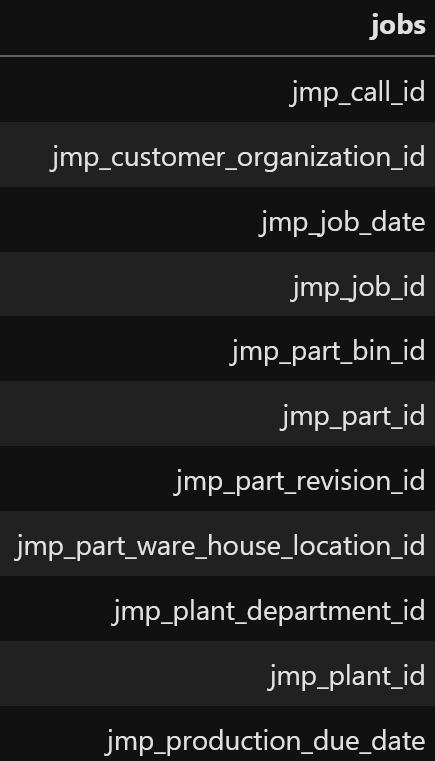 jobs
jmp_call_id
jmp_customer_organization_id
jmp_job_date
jmp_job_id
jmp_part_bin_id
jmp_part_id
jmp_part_revision_id
jmp_part_ware_house_location_id
jmp_plant_department_id
jmp_plant_id
jmp_production_due_date